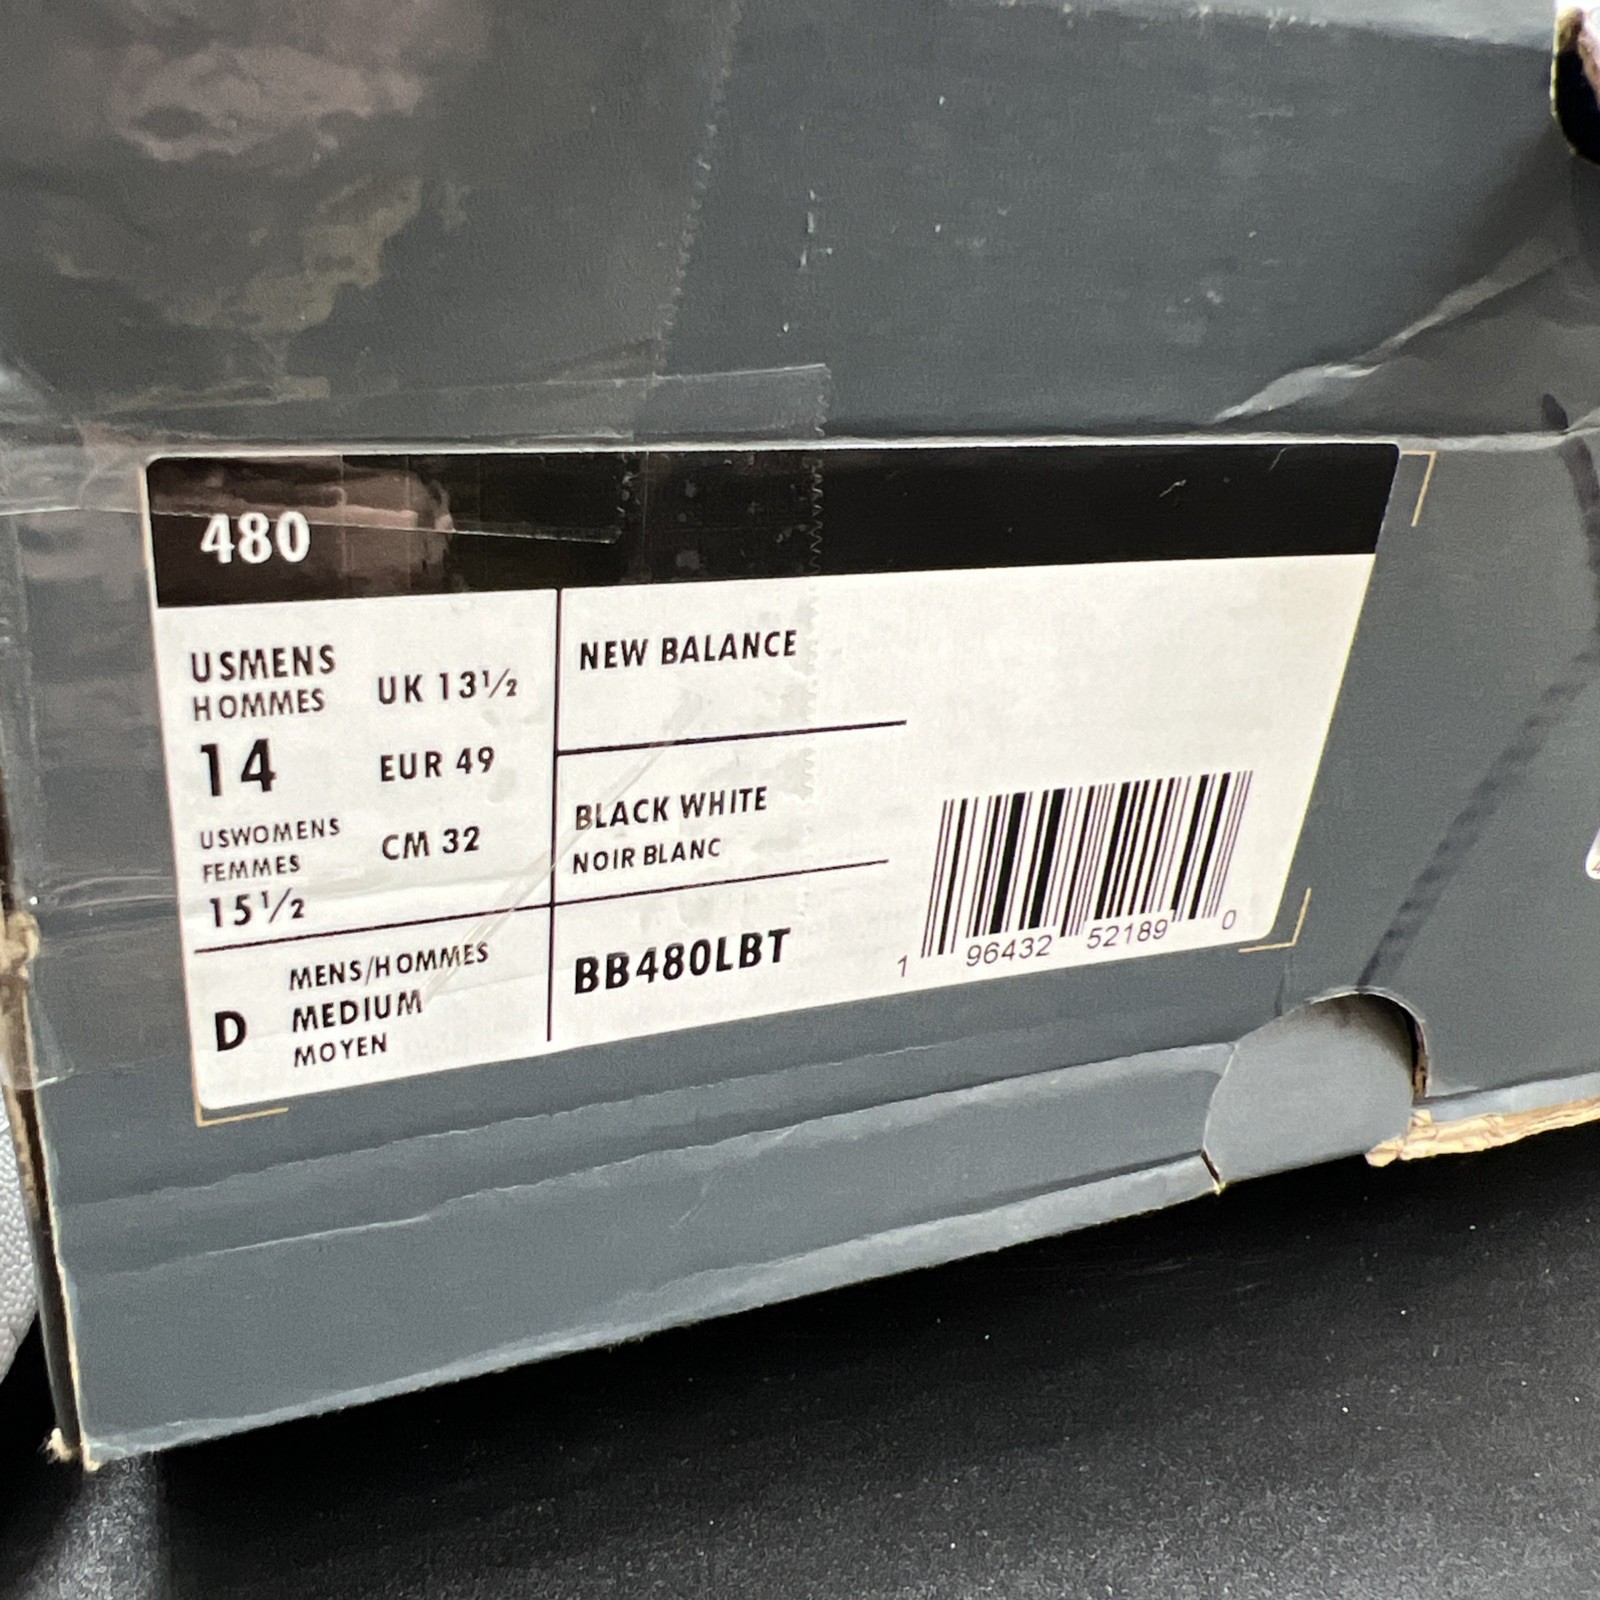 480
USMENS
HOMMES
14
USWOMENS
FEMMES
15½
UK 13½
EUR 49
CM 32
D
MENS/HOMMES
MEDIUM
MOYEN
NEW BALANCE
BLACK WHITE
NOIR BLANC
BB480LBT
1 96432 52189 0